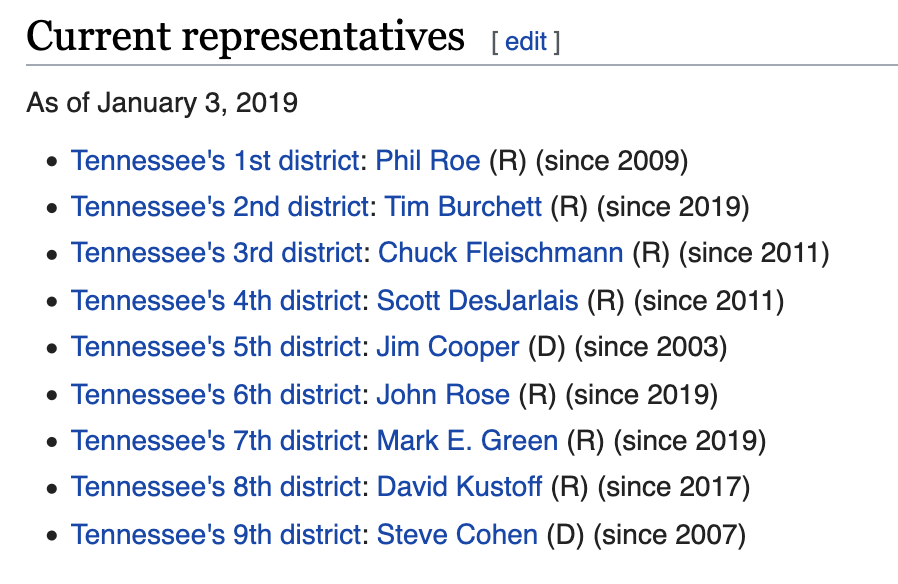 Current representatives [ edit ]
As of January 3, 2019
• Tennessee's 1st district: Phil Roe (R) (since 2009)
• Tennessee's 2nd district: Tim Burchett (R) (since 2019)
• Tennessee's 3rd district: Chuck Fleischmann (R) (since 2011)
• Tennessee's 4th district: Scott DesJarlais (R) (since 2011)
• Tennessee's 5th district: Jim Cooper (D) (since 2003)
• Tennessee's 6th district: John Rose (R) (since 2019)
• Tennessee's 7th district: Mark E. Green (R) (since 2019)
• Tennessee's 8th district: David Kustoff (R) (since 2017)
• Tennessee's 9th district: Steve Cohen (D) (since 2007)